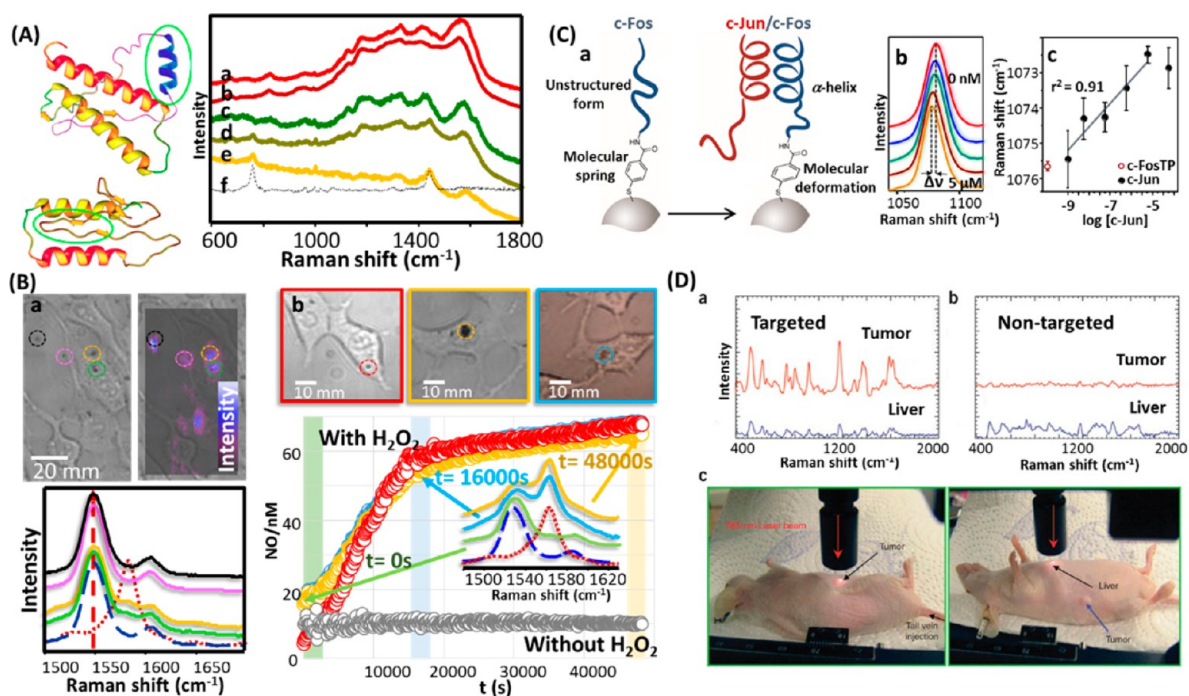 (A)
a
b
c
d
e
f
Intensity
600
1000
1400
1800
Raman shift (cm⁻¹)
(C)
a
c-Fos
Unstructured
form
HN
O
Molecular
spring
S
c-Jun/c-Fos
α-helix
HN
O
Molecular
deformation
S
b
0 nM
Intensity
Δν
5 μM
1050
1100
Raman shift (cm⁻¹)
c
r² = 0.91
Raman shift (cm⁻¹)
1073
1074
1075
1076
c-FosTP
c-Jun
-9
-7
-5
log [c-Jun]
(B)
a
20 mm
Intensity
Intensity
1500
1550
1600
1650
Raman shift (cm⁻¹)
b
10 mm
10 mm
10 mm
With H₂O₂
t= 48000s
t= 16000s
t= 0s
NO/nM
60
40
20
0
1500
1540
1580
1620
Raman shift (cm⁻¹)
Without H₂O₂
0
10000
20000
30000
40000
t (s)
(D)
a
Targeted
Tumor
Liver
Intensity
400
1200
2000
Raman shift (cm⁻¹)
b
Non-targeted
Tumor
Liver
400
1200
2000
Raman shift (cm⁻¹)
c
laser beam
Tumor
Tail vein
injection
Liver
Tumor